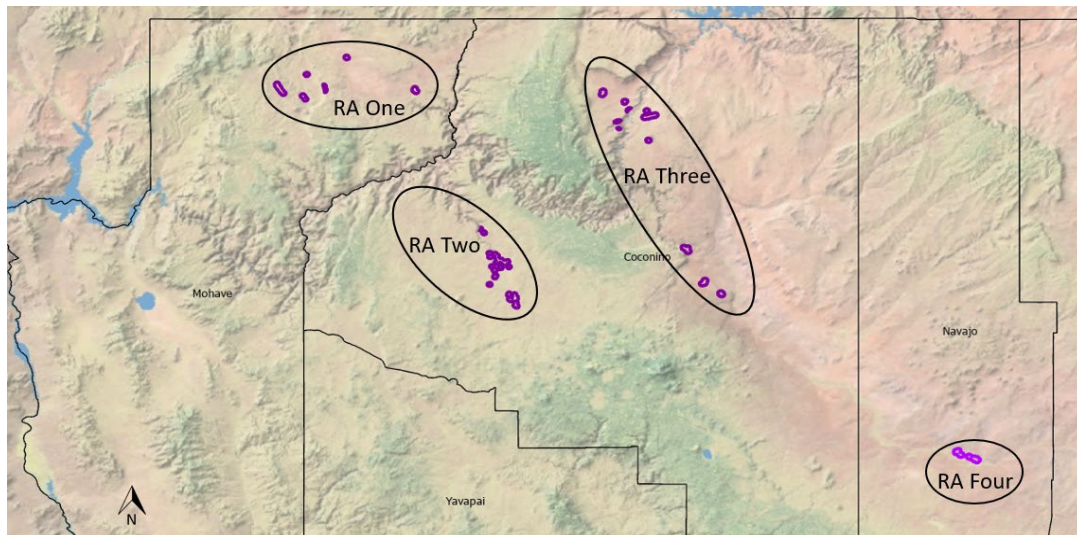 RA One
RA Three
RA Two
Coconino
Mohave
Navajo
RA Four
Yavapai
N